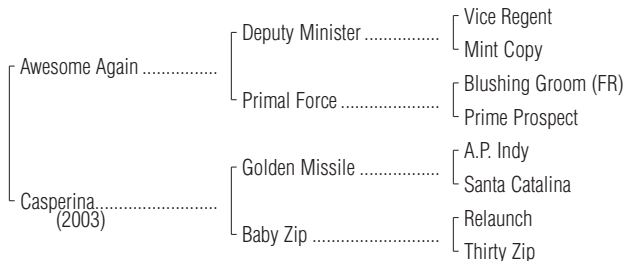 Vice Regent
Deputy Minister ................
Mint Copy
Awesome Again ................
Blushing Groom (FR)
Primal Force .....................
Prime Prospect
A.P. Indy
Golden Missile .................
Santa Catalina
Casperina..........................
(2003)
Relaunch
Baby Zip ...........................
Thirty Zip